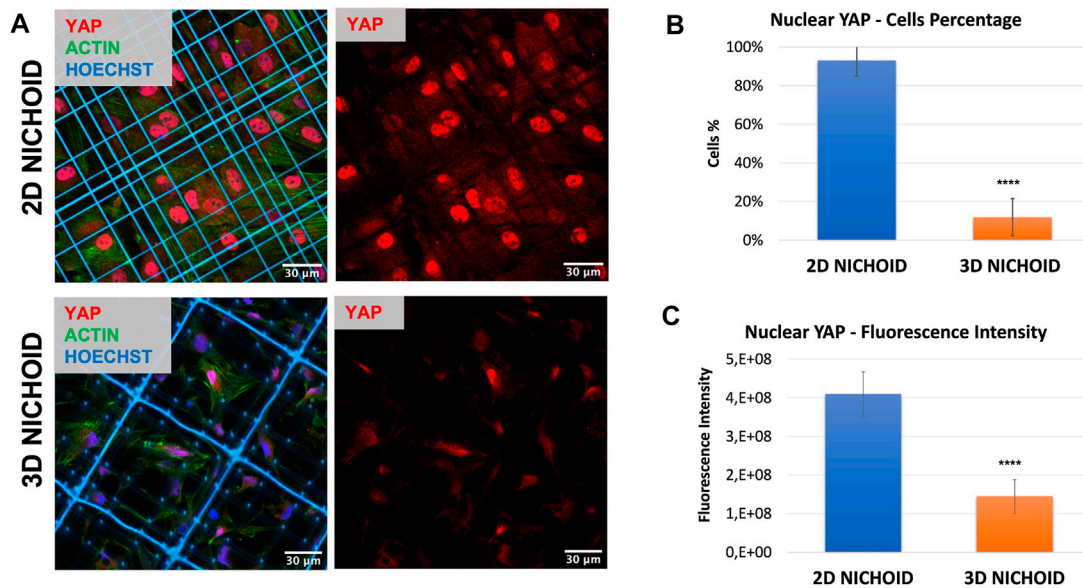 A
2D NICHOID
YAP
ACTIN
HOECHST
30 µm
YAP
30 µm
3D NICHOID
YAP
ACTIN
HOECHST
30 µm
YAP
30 µm
B
Nuclear YAP - Cells Percentage
Cells %
100%
80%
60%
40%
20%
0%
****
2D NICHOID
3D NICHOID
C
Nuclear YAP - Fluorescence Intensity
Fluorescence Intensity
5,E+08
4,E+08
3,E+08
2,E+08
1,E+08
0,E+00
****
2D NICHOID
3D NICHOID